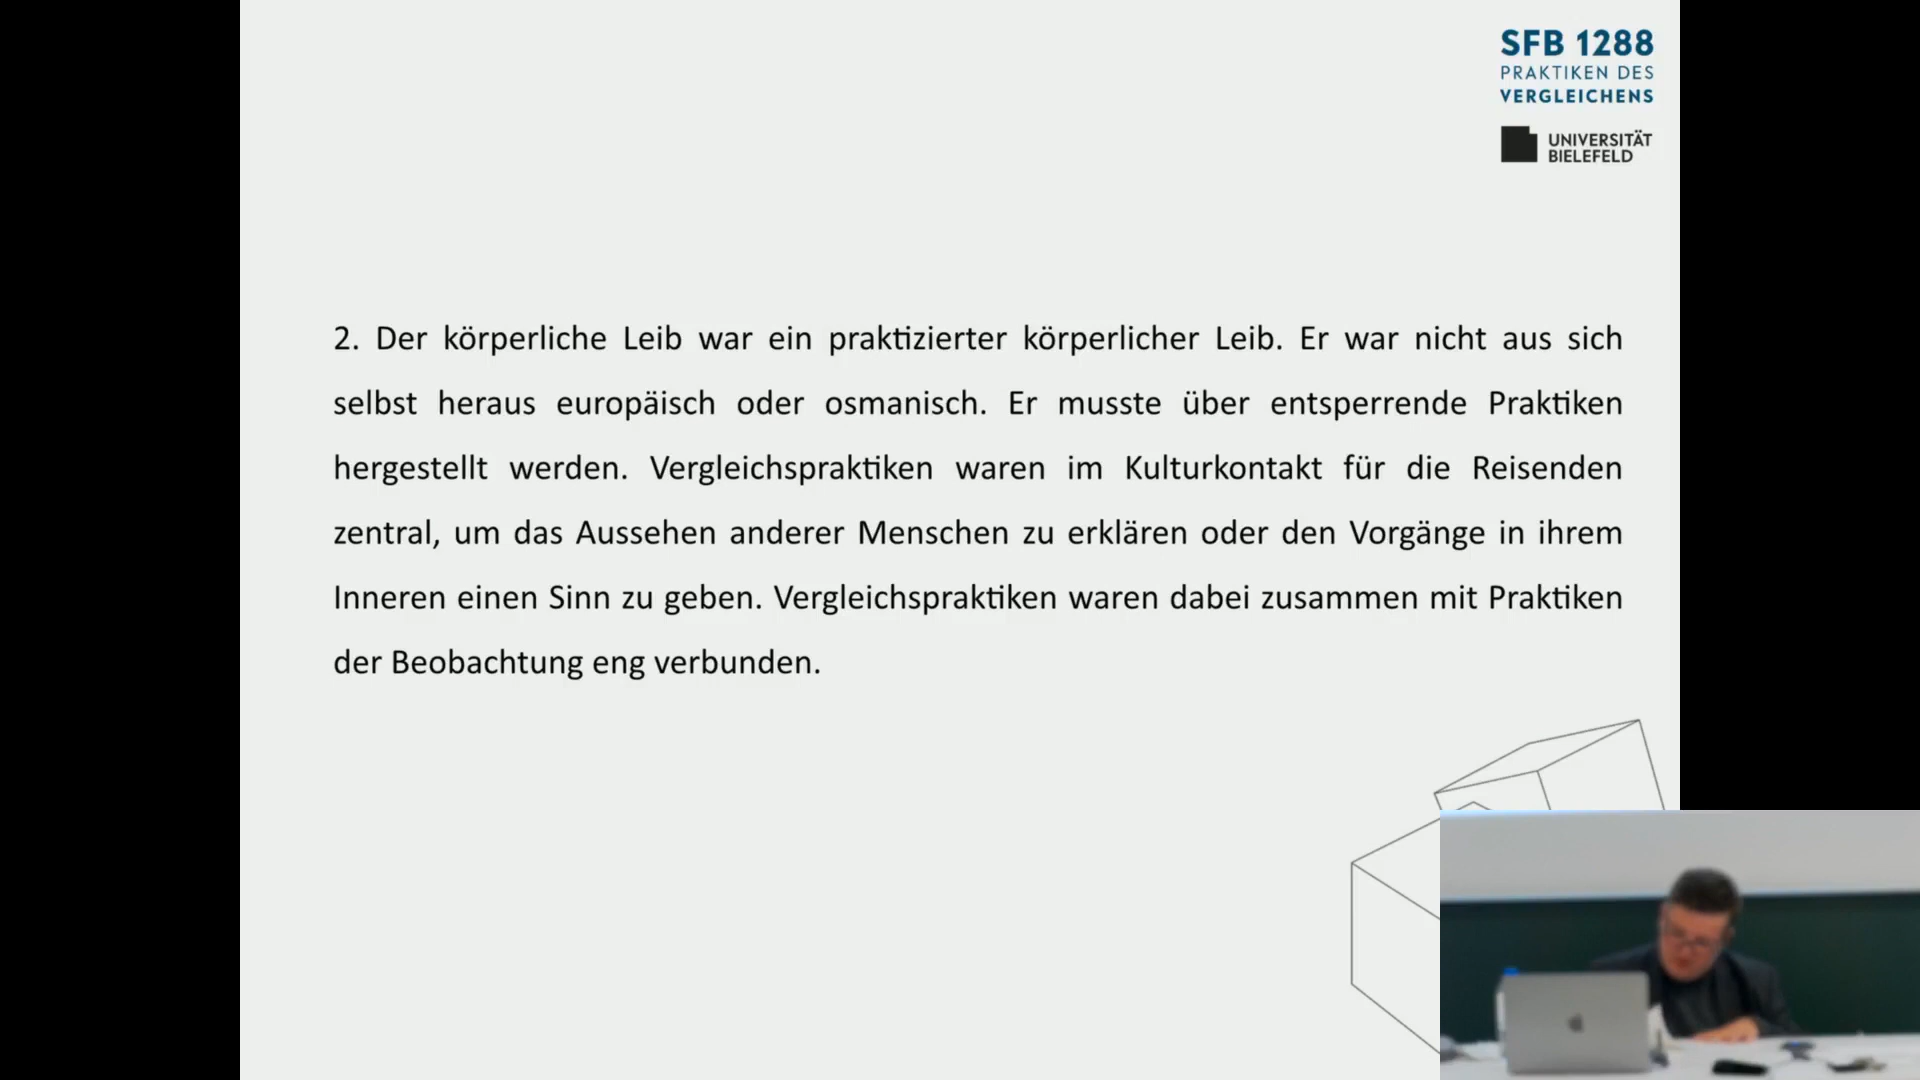 SFB 1288
PRAKTIKEN DES
VERGLEICHENS
UNIVERSITÄT
BIELEFELD
2. Der körperliche Leib war ein praktizierter körperlicher Leib. Er war nicht aus sich
selbst heraus europäisch oder osmanisch. Er musste über entsperrende Praktiken
hergestellt werden. Vergleichspraktiken waren im Kulturkontakt für die Reisenden
zentral, um das Aussehen anderer Menschen zu erklären oder den Vorgänge in ihrem
Inneren einen Sinn zu geben. Vergleichspraktiken waren dabei zusammen mit Praktiken
der Beobachtung eng verbunden.